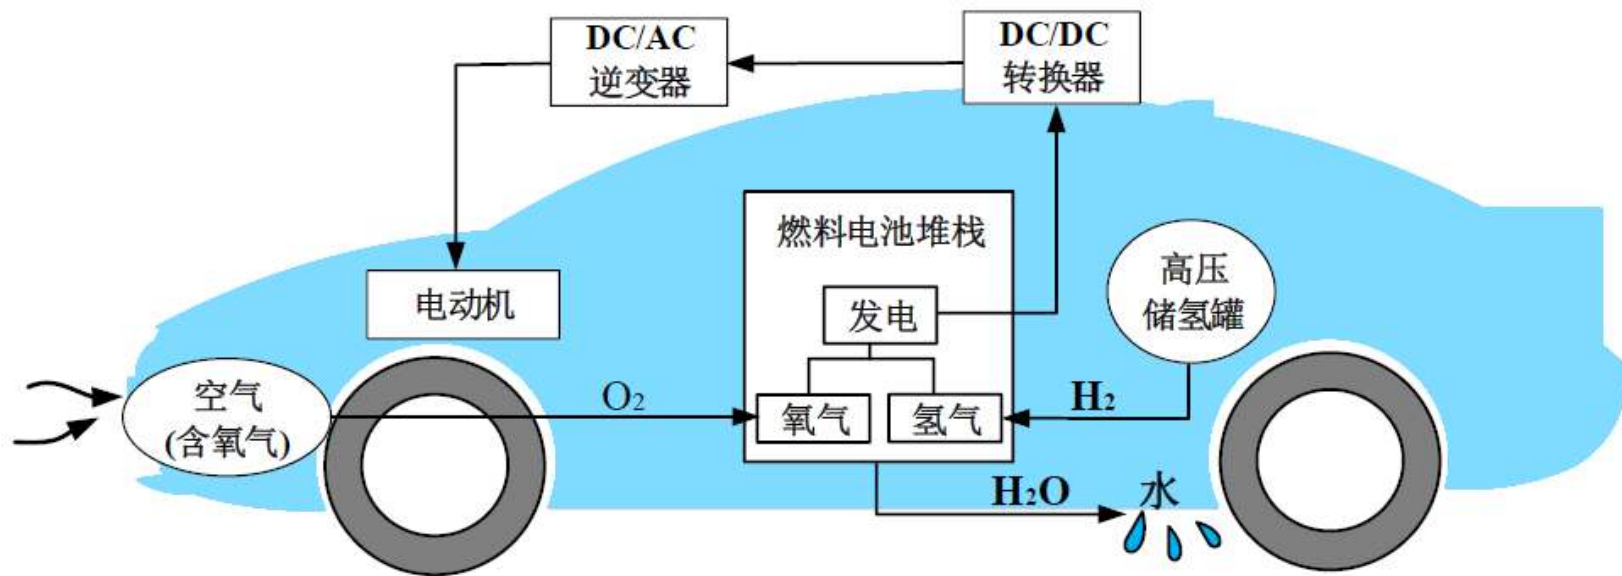 DC/AC
逆变器
DC/DC
转换器
燃料电池堆栈
高压
储氢罐
电动机
发电
空气
(含氧气)
O₂
氧气
氢气
H₂
H₂O
水